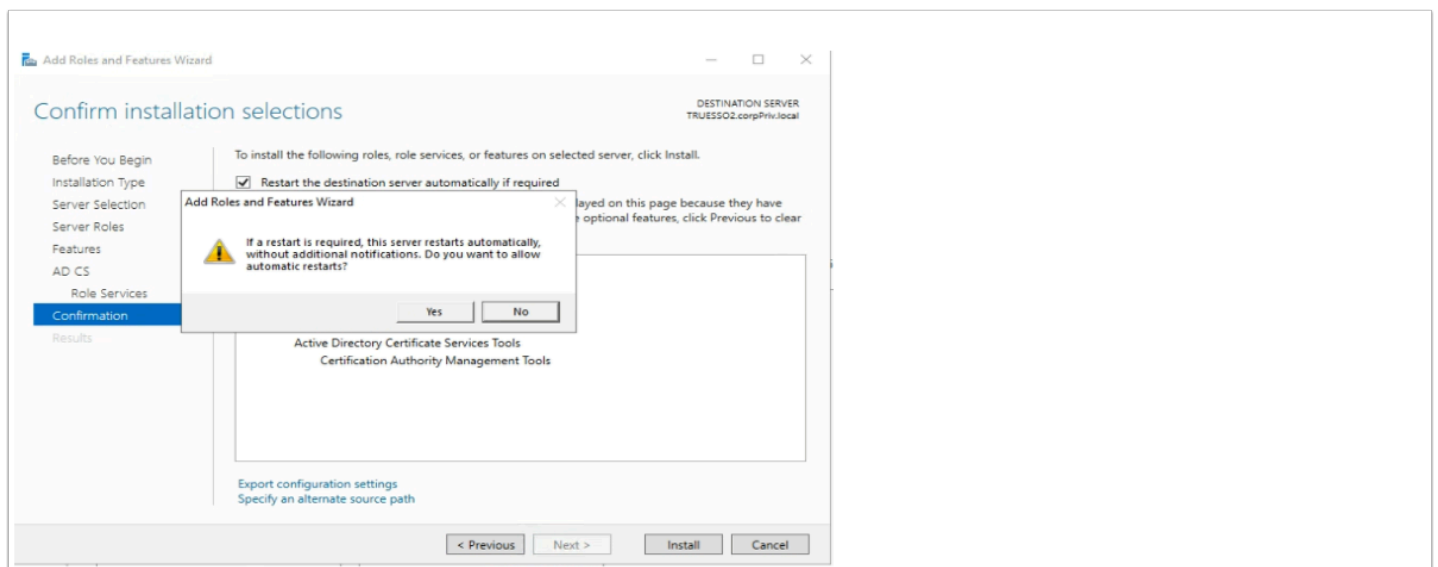 Add Roles and Features Wizard
Confirm installation selections
DESTINATION SERVER
TRUESSO2.corpPriv.local
Before You Begin
Installation Type
Server Selection
Server Roles
Features
AD CS
Role Services
Confirmation
Results
To install the following roles, role services, or features on selected server, click Install.
Restart the destination server automatically if required
layed on this page because they have
optional features, click Previous to clear
Add Roles and Features Wizard
If a restart is required, this server restarts automatically,
without additional notifications. Do you want to allow
automatic restarts?
Yes No
Active Directory Certificate Services Tools
Certification Authority Management Tools
Export configuration settings
Specify an alternate source path
< Previous Next > Install Cancel